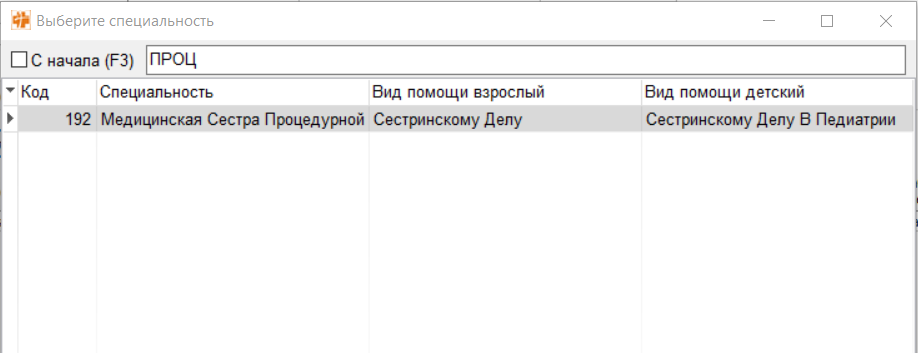 Выберите специальность
С начала (F3) ПРОЦ
Код Специальность Вид помощи взрослый Вид помощи детский
192 Медицинская Сестра Процедурной Сестринскому Делу Сестринскому Делу В Педиатрии